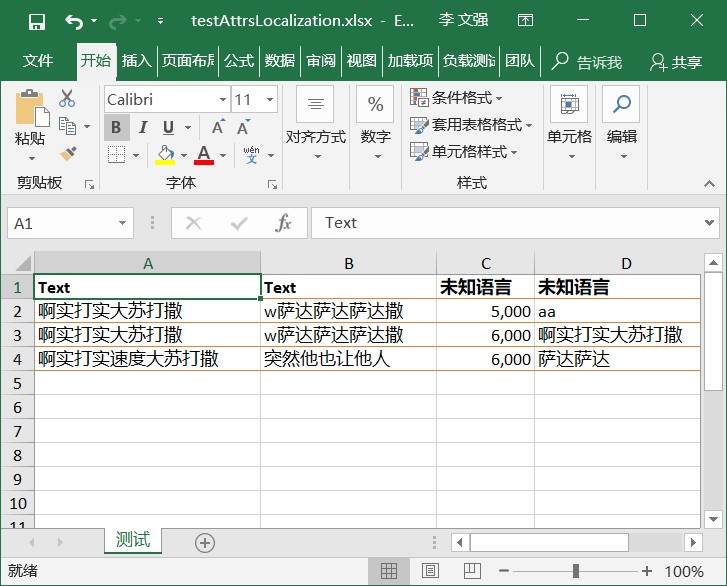 testAttrsLocalization.xlsx - E... 李 文强
文件 开始 插入 页面布局 公式 数据 审阅 视图 加载项 负载测试 团队 告诉我 共享
Calibri 11
条件格式
粘贴
B I U A A
%
对齐方式 数字
套用表格格式
单元格 编辑
A wén 文
单元格样式
剪贴板 字体 样式
A1 fx Text
A B C D
1 Text Text 未知语言 未知语言
2 啊实打实大苏打撒 w萨达萨达萨达撒 5,000 aa
3 啊实打实大苏打撒 w萨达萨达萨达撒 6,000 啊实打实大苏打撒
4 啊实打实速度大苏打撒 突然他也让他人 6,000 萨达萨达
5
6
7
8
9
10
11
测试
就绪 100%